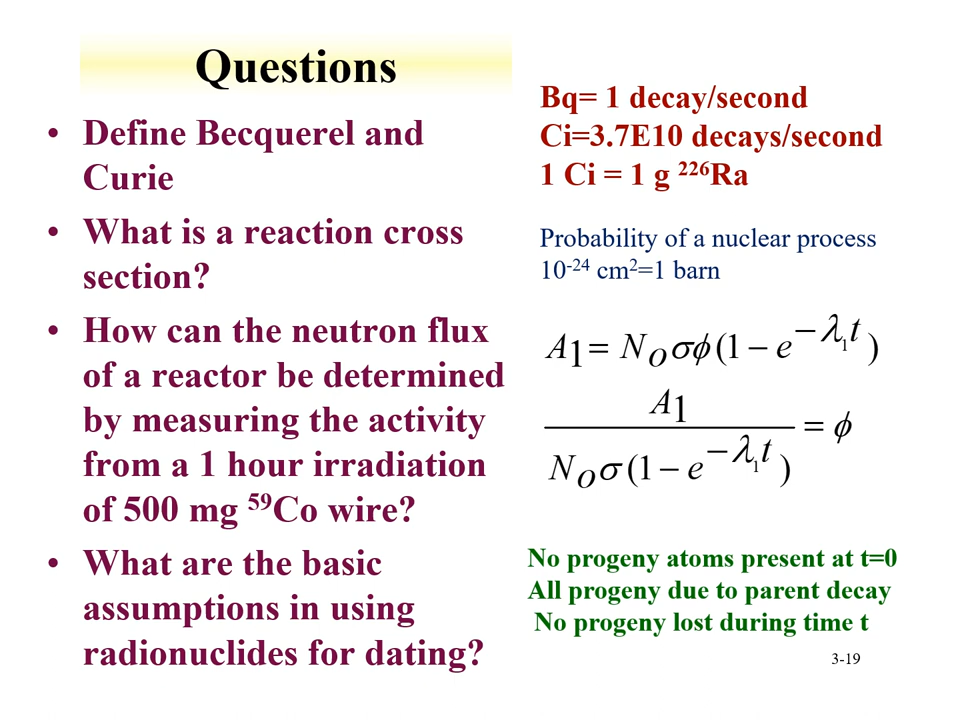 Questions
• Define Becquerel and
Curie
• What is a reaction cross
section?
• How can the neutron flux
of a reactor be determined
by measuring the activity
from a 1 hour irradiation
of 500 mg ⁵⁹Co wire?
• What are the basic
assumptions in using
radionuclides for dating?
Bq= 1 decay/second
Ci=3.7E10 decays/second
1 Ci = 1 g ²²⁶Ra
Probability of a nuclear process
10⁻²⁴ cm²=1 barn
A₁ = Nₒσϕ(1 − e^(−λ₁t))
A₁
/ Nₒσ(1 − e^(−λ₁t)) = ϕ
No progeny atoms present at t=0
All progeny due to parent decay
No progeny lost during time t
3-19